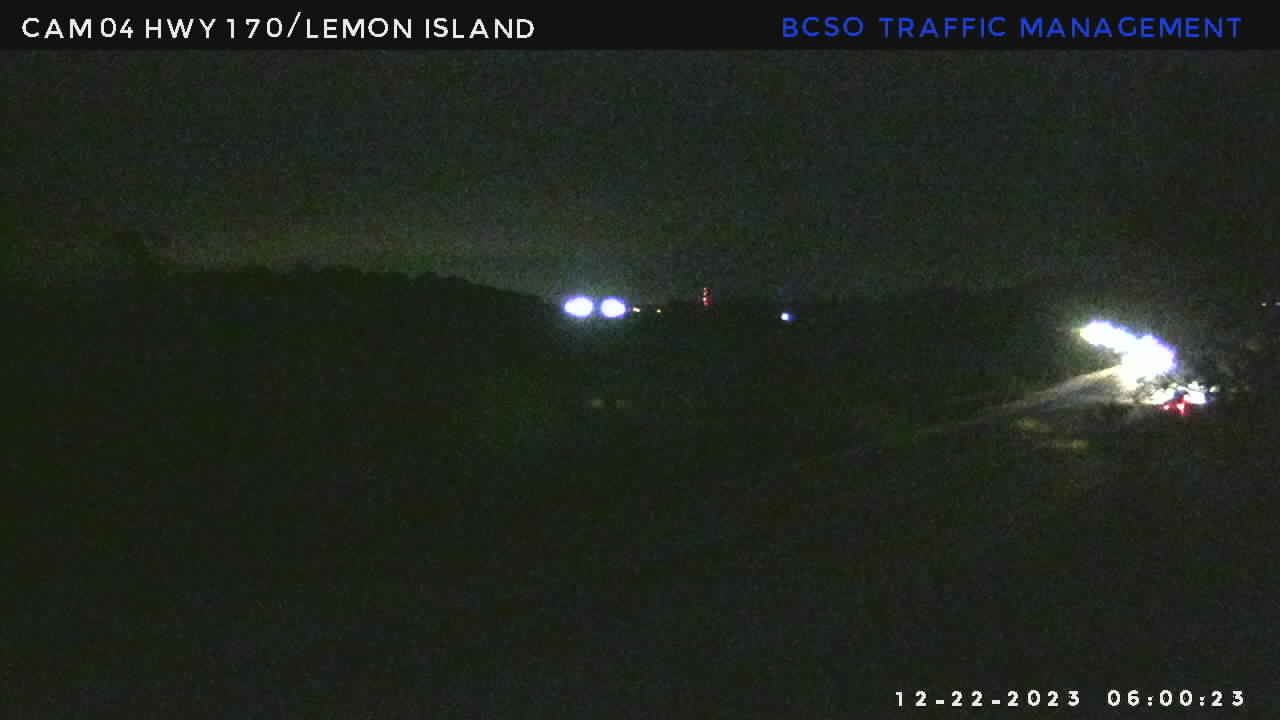 CAM 04 HWY 170/LEMON ISLAND
BCSO TRAFFIC MANAGEMENT
12-22-2023 06:00:23